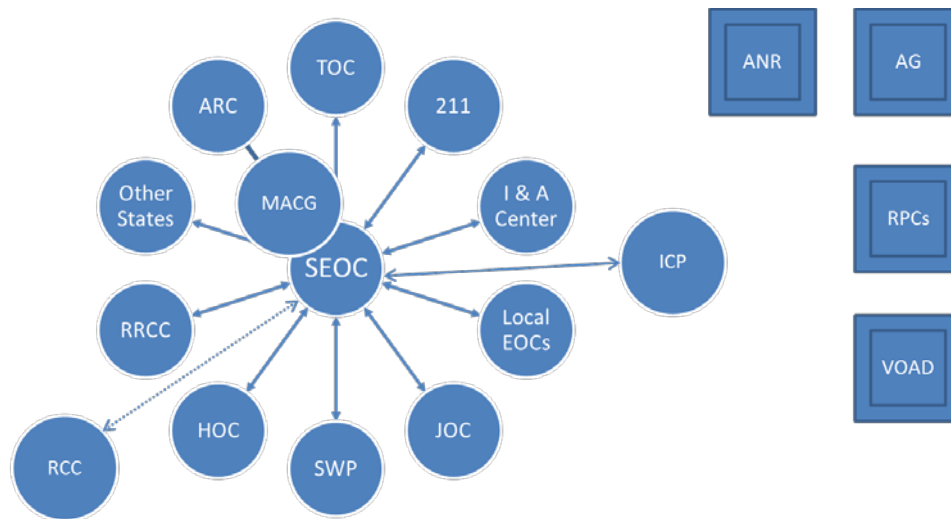 TOC
ANR
AG
ARC
211
Other
States
MACG
I & A
Center
RPCs
SEOC
ICP
RRCC
Local
EOCs
VOAD
HOC
JOC
RCC
SWP